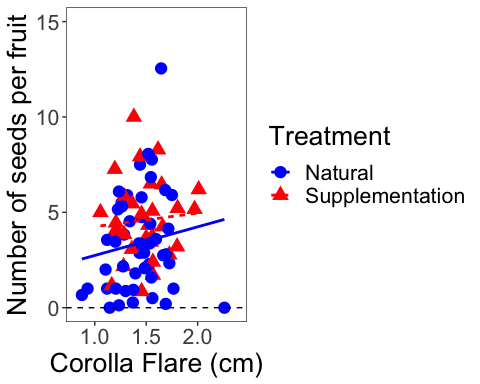 Number of seeds per fruit
15
10
5
0
1.0 1.5 2.0
Corolla Flare (cm)
Treatment
Natural
Supplementation